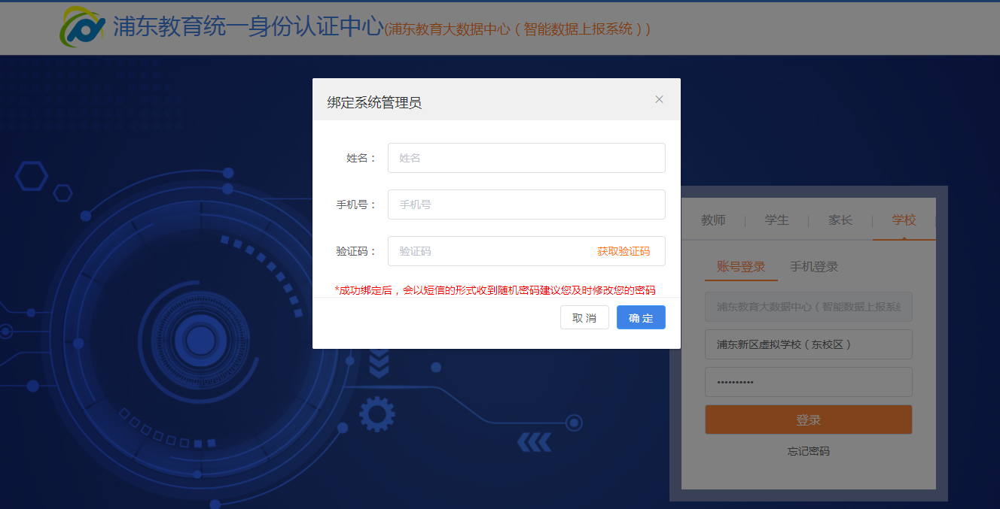 浦东教育统一身份认证中心(浦东教育大数据中心（智能数据上报系统）)
绑定系统管理员
姓名： 姓名
手机号： 手机号
验证码： 验证码 获取验证码
*成功绑定后，会以短信的形式收到随机密码建议您及时修改您的密码
取 消 确 定
教师 学生 家长 学校
账号登录 手机登录
浦东教育大数据中心（智能数据上报系统
浦东新区虚拟学校（东校区）
••••••••••
登录
忘记密码